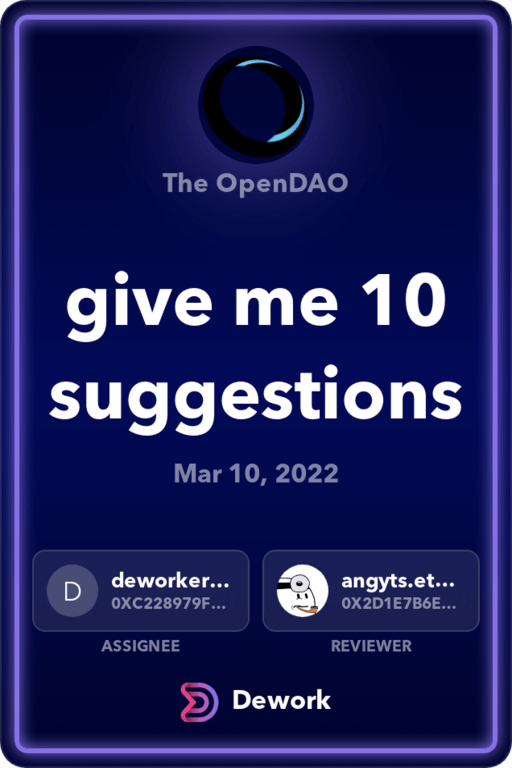 The OpenDAO
give me 10
suggestions
Mar 10, 2022
D
deworker...
0XC228979F...
ASSIGNEE
angyts.et...
0X2D1E7B6E...
REVIEWER
Dework